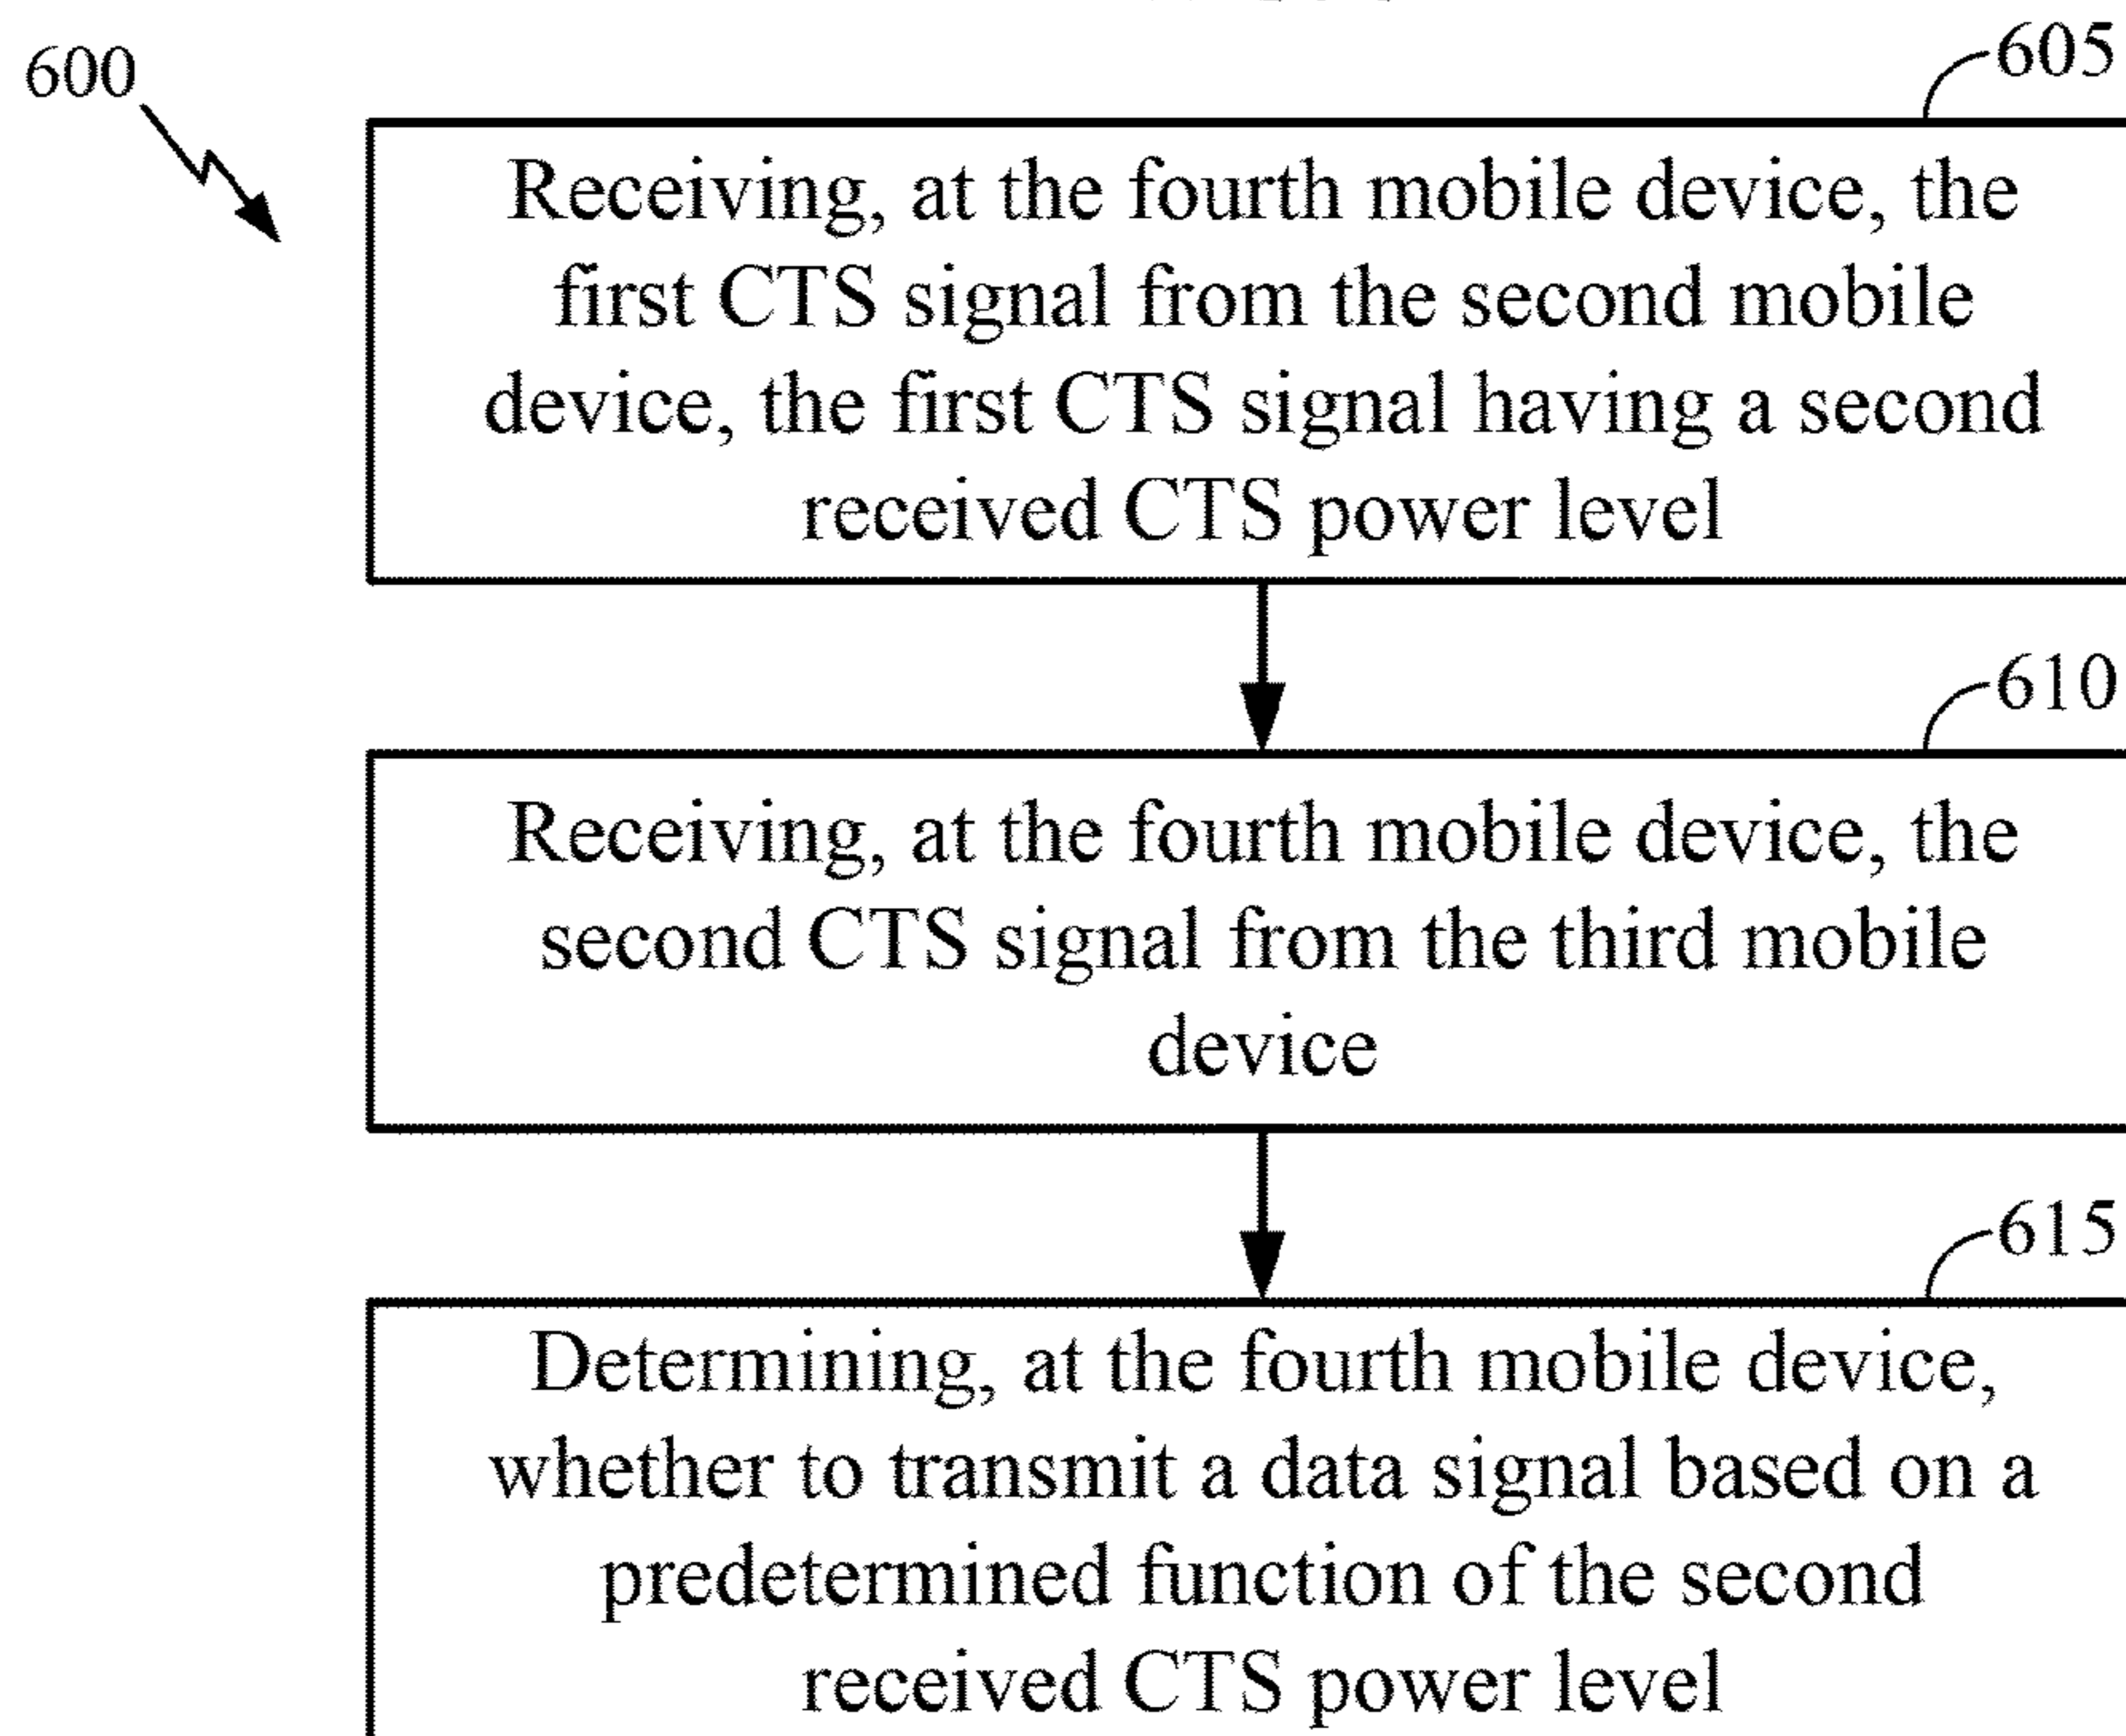 600
605
Receiving, at the fourth mobile device, the
first CTS signal from the second mobile
device, the first CTS signal having a second
received CTS power level
610
Receiving, at the fourth mobile device, the
second CTS signal from the third mobile
device
615
Determining, at the fourth mobile device,
whether to transmit a data signal based on a
predetermined function of the second
received CTS power level